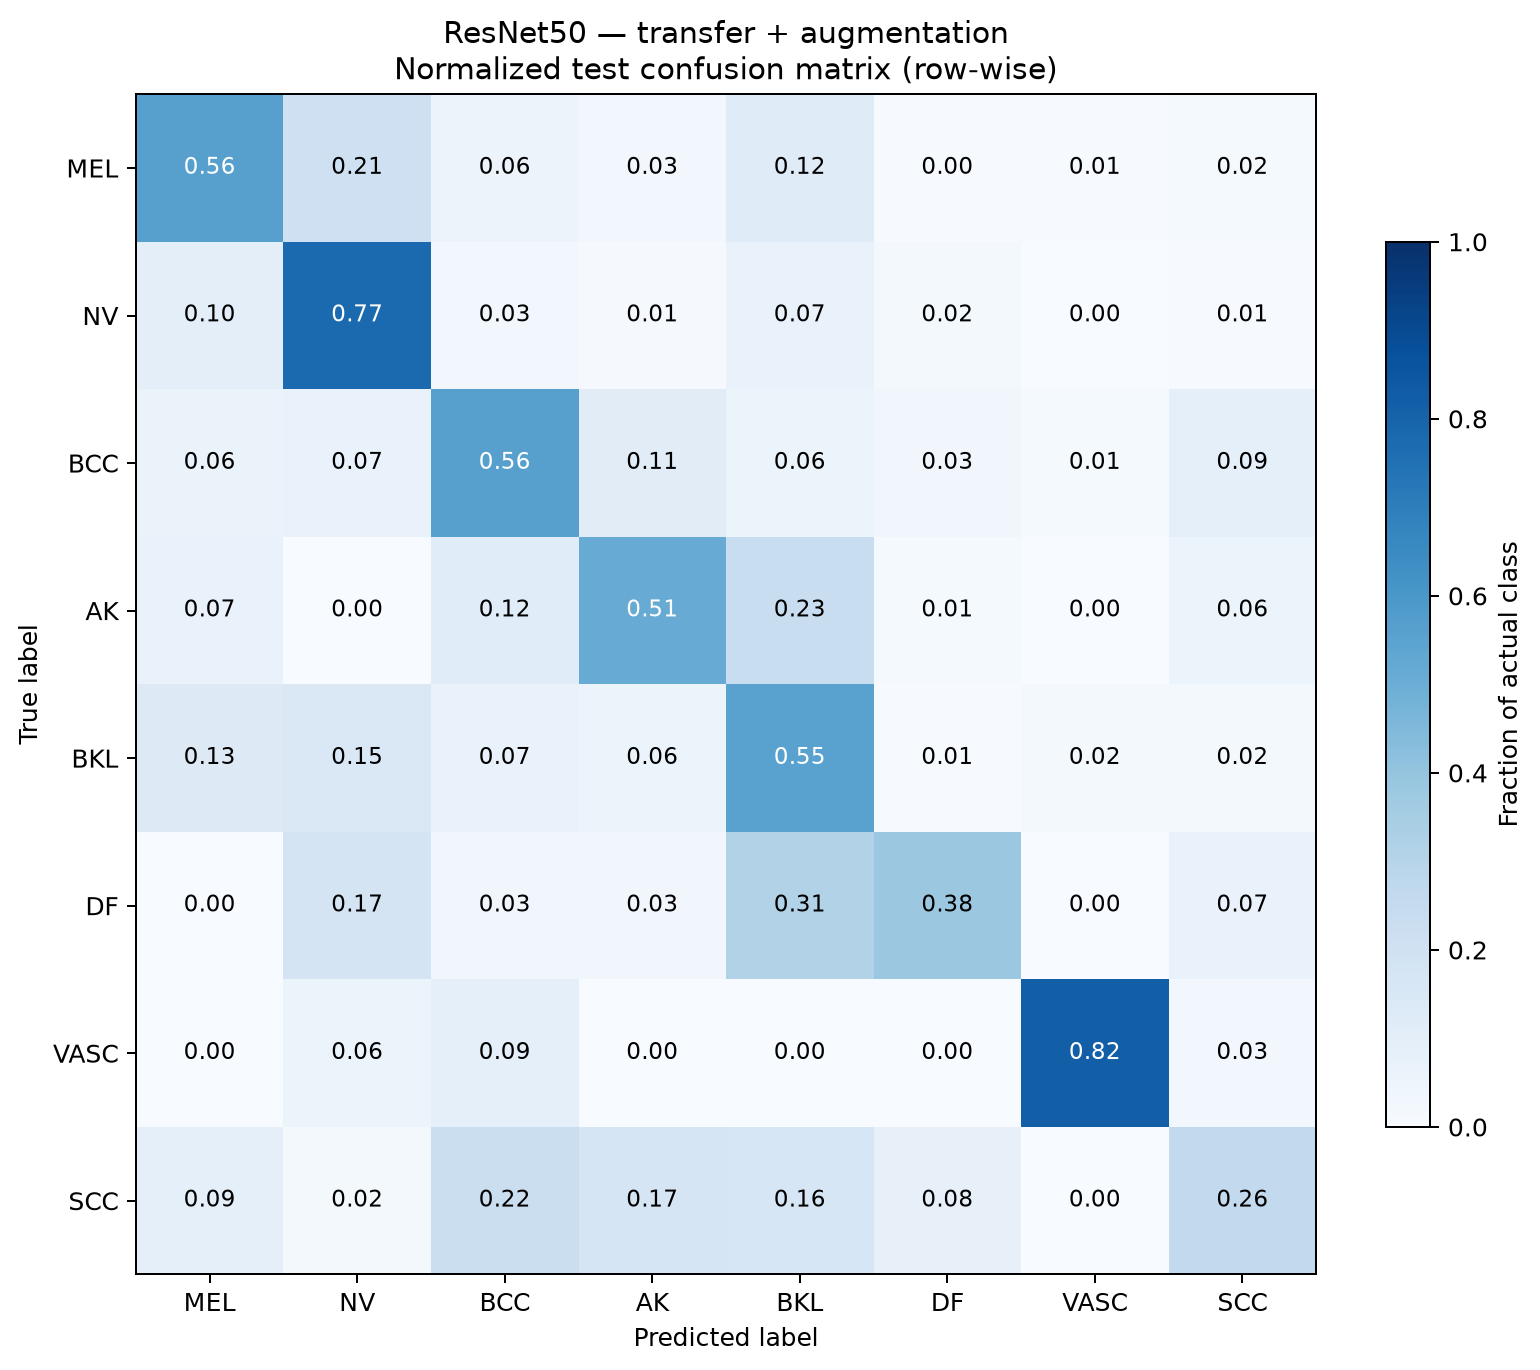 ResNet50 — transfer + augmentation
Normalized test confusion matrix (row-wise)
True label
MEL 0.56 0.21 0.06 0.03 0.12 0.00 0.01 0.02
NV 0.10 0.77 0.03 0.01 0.07 0.02 0.00 0.01
BCC 0.06 0.07 0.56 0.11 0.06 0.03 0.01 0.09
AK 0.07 0.00 0.12 0.51 0.23 0.01 0.00 0.06
BKL 0.13 0.15 0.07 0.06 0.55 0.01 0.02 0.02
DF 0.00 0.17 0.03 0.03 0.31 0.38 0.00 0.07
VASC 0.00 0.06 0.09 0.00 0.00 0.00 0.82 0.03
SCC 0.09 0.02 0.22 0.17 0.16 0.08 0.00 0.26
MEL NV BCC AK BKL DF VASC SCC
Predicted label
1.0
0.8
0.6
0.4
0.2
0.0
Fraction of actual class